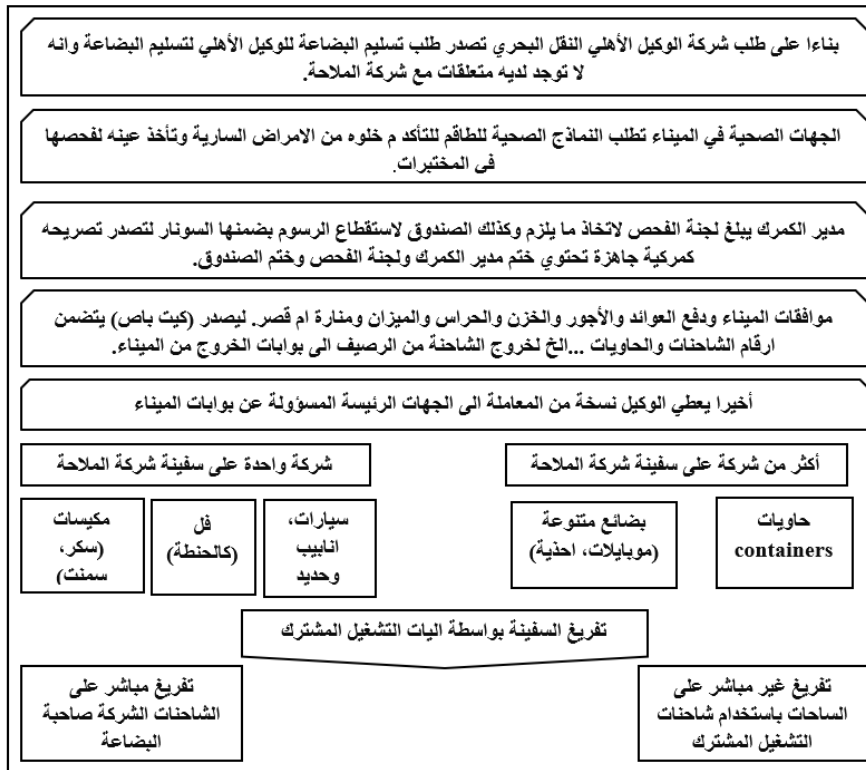 بناءا على طلب شركة الوكيل الأهلي النقل البحري تصدر طلب تسليم البضاعة للوكيل الأهلي لتسليم البضاعة وانه
لا توجد لديه متعلقات مع شركة الملاحة.
الجهات الصحية في الميناء تطلب النماذج الصحية للطاقم للتأكد م خلوه من الامراض السارية وتأخذ عينه لفحصها
في المختبرات.
مدير الكمرك يبلغ لجنة الفحص لاتخاذ ما يلزم وكذلك الصندوق لاستقطاع الرسوم بضمنها السونار لتصدر تصريحه
كمركية جاهزة تحتوي ختم مدير الكمرك ولجنة الفحص وختم الصندوق.
موافقات الميناء ودفع العوائد والأجور والخزن والحراس والميزان ومنارة ام قصر. ليصدر (كيت باص) يتضمن
ارقام الشاحنات والحاويات ...الخ لخروج الشاحنة من الرصيف الى بوابات الخروج من الميناء.
أخيرا يعطي الوكيل نسخة من المعاملة الى الجهات الرئيسة المسؤولة عن بوابات الميناء
أكثر من شركة على سفينة شركة الملاحة
شركة واحدة على سفينة شركة الملاحة
حاويات
containers
بضائع متنوعة
(موبايلات، احذية)
سيارات،
انابيب
وحديد
فل
(كالحنطة)
مكيسات
(سكر،
سمنت)
تفريغ السفينة بواسطة اليات التشغيل المشترك
تفريغ غير مباشر على
الساحات باستخدام شاحنات
التشغيل المشترك
تفريغ مباشر على
الشاحنات الشركة صاحبة
البضاعة